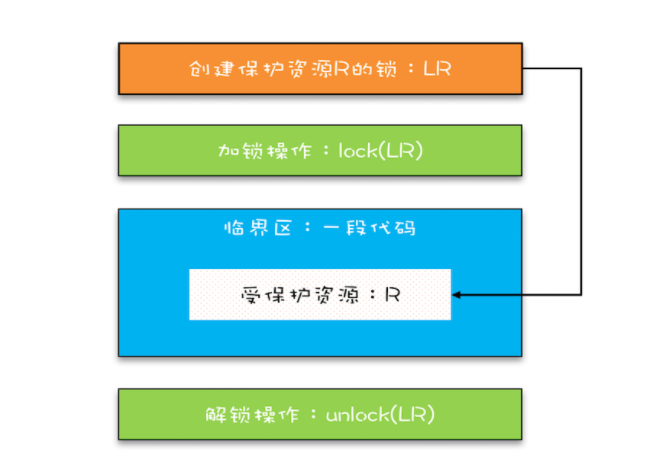 创建保护资源R的锁：LR
加锁操作：lock(LR)
临界区：一段代码
受保护资源：R
解锁操作：unlock(LR)